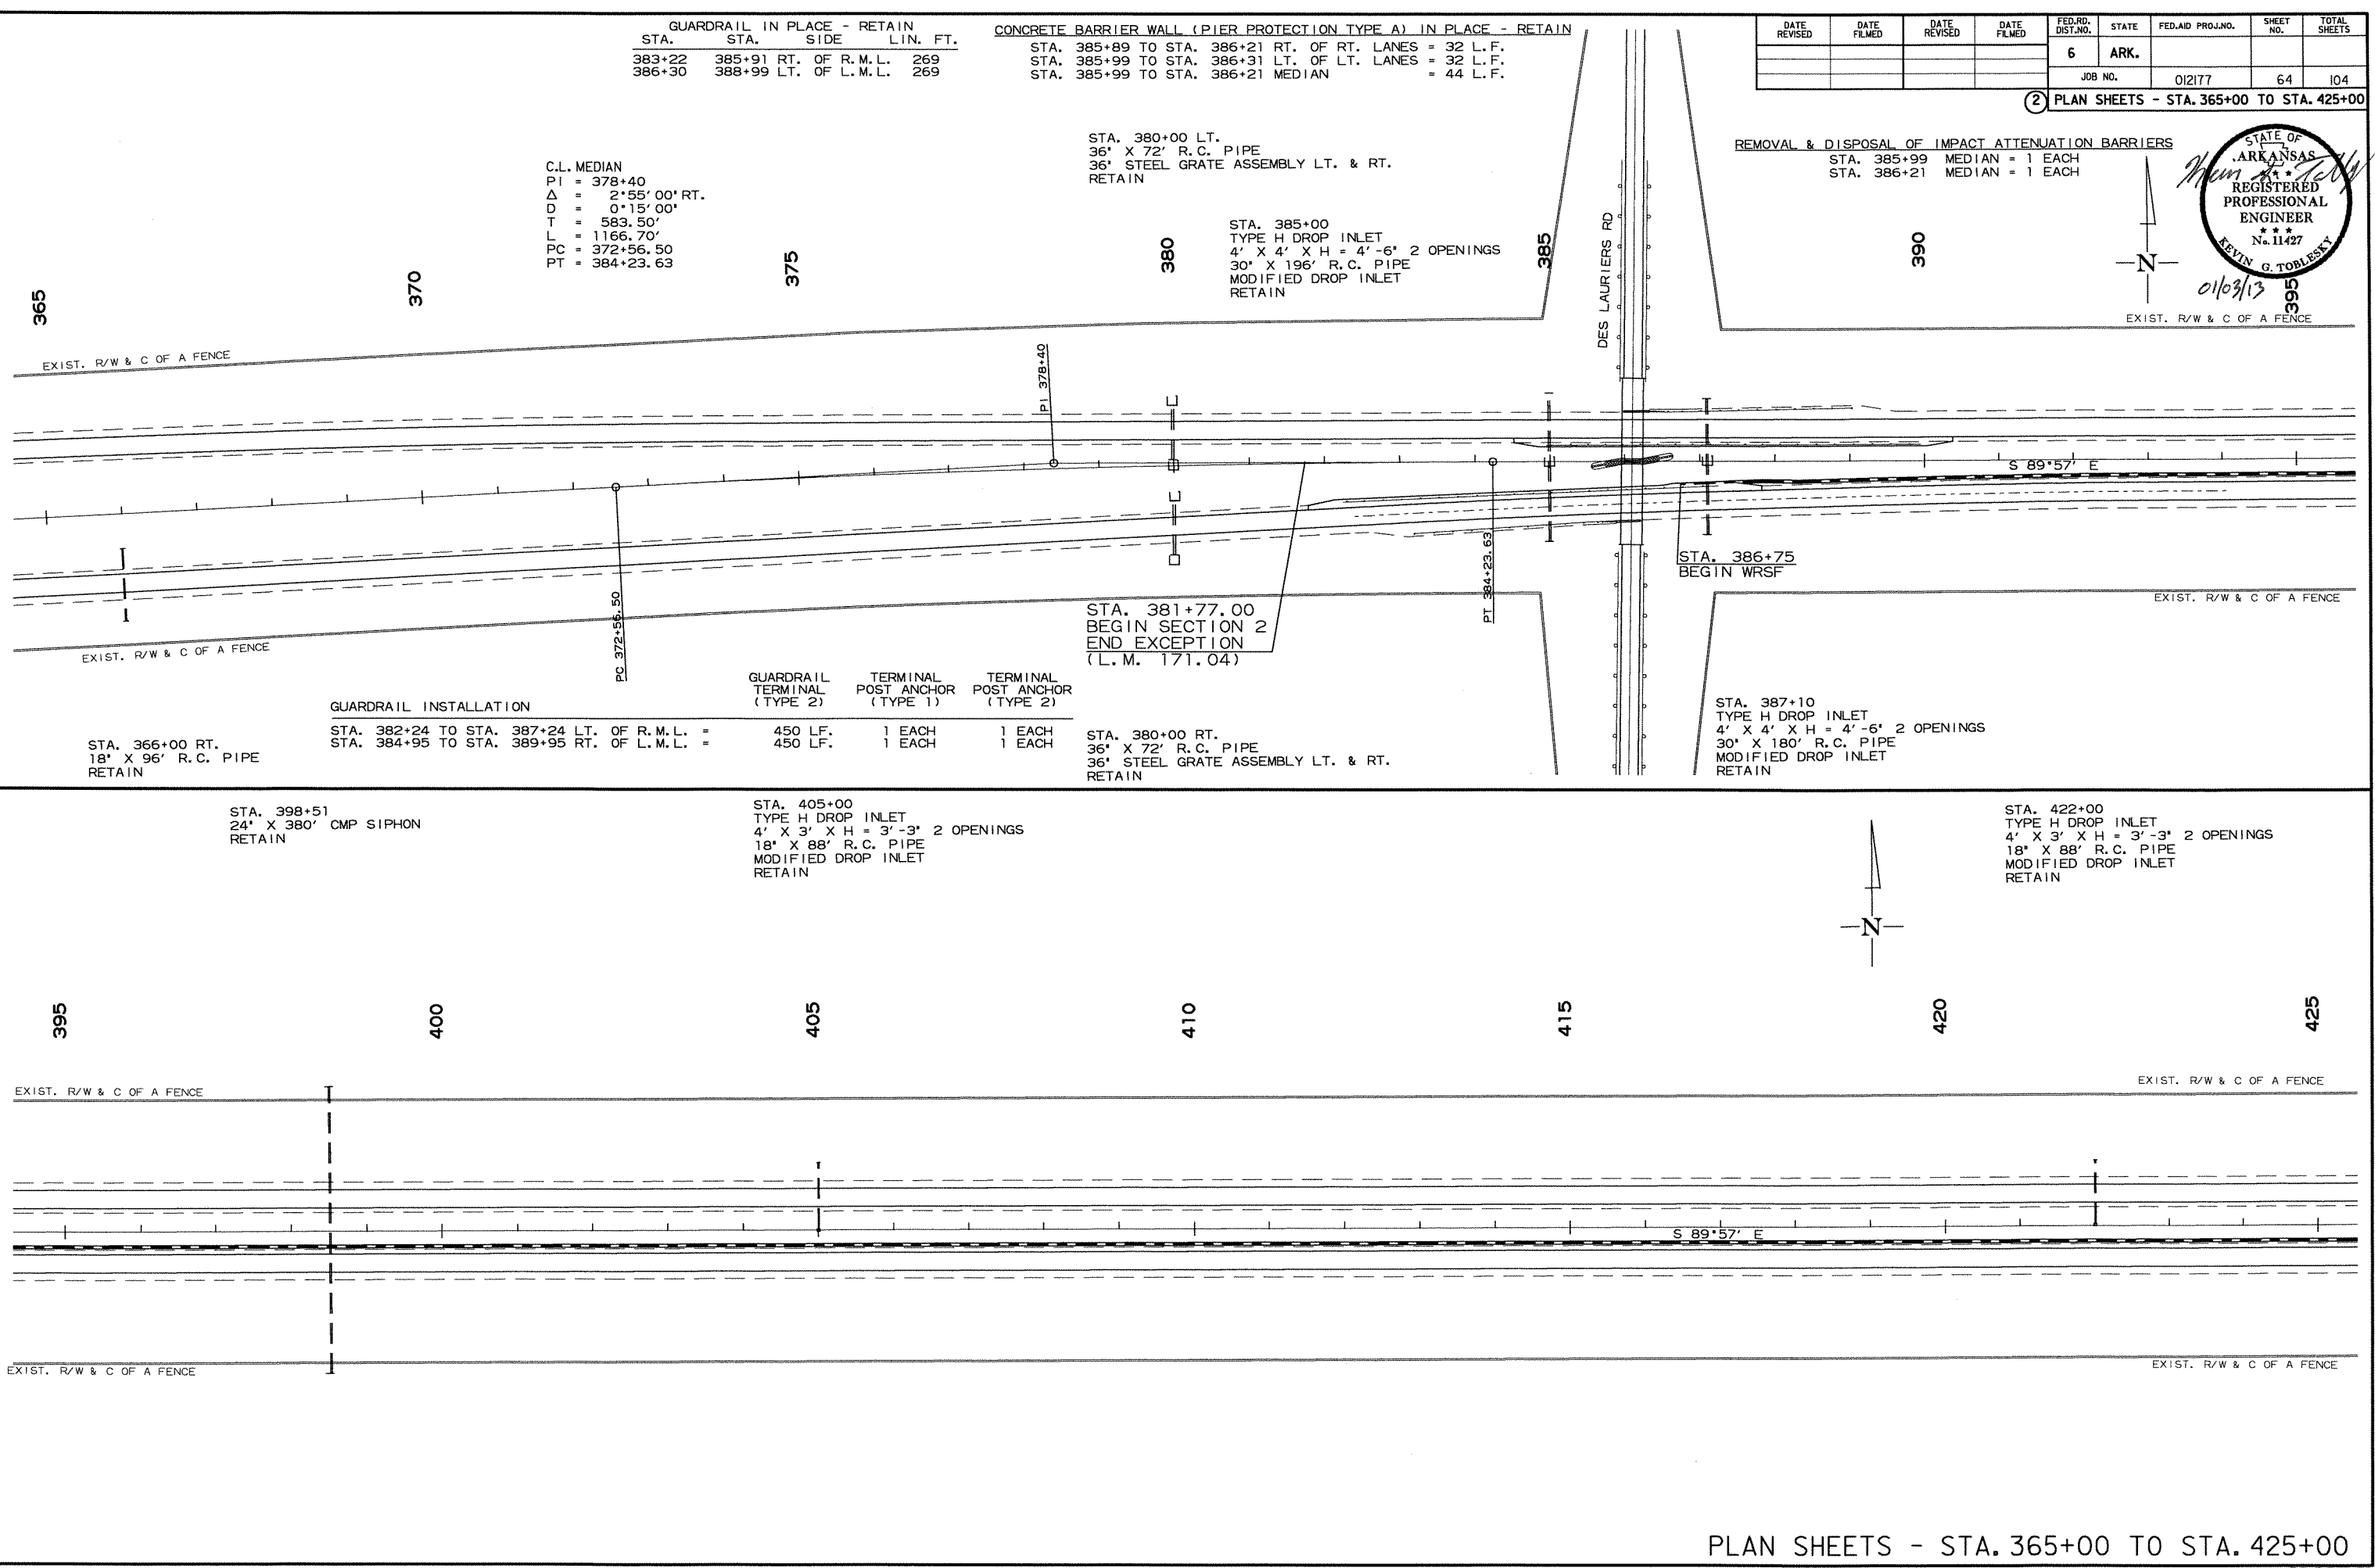 GUARDRAIL IN PLACE - RETAIN
STA. STA. SIDE LIN. FT.
383+22 385+91 RT. OF R.M.L. 269
386+30 388+99 LT. OF L.M.L. 269
CONCRETE BARRIER WALL (PIER PROTECTION TYPE A) IN PLACE - RETAIN
STA. 385+89 TO STA. 386+21 RT. OF RT. LANES = 32 L.F.
STA. 385+99 TO STA. 386+31 LT. OF LT. LANES = 32 L.F.
STA. 385+99 TO STA. 386+21 MEDIAN = 44 L.F.
DATE REVISED
DATE FILMED
DATE REVISED
DATE FILMED
FED.RD. DIST.NO.
STATE
FED.AID PROJ.NO.
SHEET NO.
TOTAL SHEETS
6 ARK.
JOB NO. 012177 64 104
2 PLAN SHEETS - STA. 365+00 TO STA. 425+00
C.L. MEDIAN
PI = 378+40
Δ = 2°55'00" RT.
D = 0°15'00"
T = 583.50'
L = 1166.70'
PC = 372+56.50
PT = 384+23.63
STA. 380+00 LT.
36" X 72' R.C. PIPE
36" STEEL GRATE ASSEMBLY LT. & RT.
RETAIN
STA. 385+00
TYPE H DROP INLET
4' X 4' X H = 4'-6" 2 OPENINGS
30" X 196' R.C. PIPE
MODIFIED DROP INLET
RETAIN
REMOVAL & DISPOSAL OF IMPACT ATTENUATION BARRIERS
STA. 385+99 MEDIAN = 1 EACH
STA. 386+21 MEDIAN = 1 EACH
STATE OF
ARKANSAS
REGISTERED
PROFESSIONAL
ENGINEER
No. 11427
KEVIN G. TOBLESKY
01/03/13
N
365
370
375
380
385
390
395
DES LAURIERS RD
EXIST. R/W & C OF A FENCE
EXIST. R/W & C OF A FENCE
PI 378+40
S 89°57' E
PC 372+56.50
PT 384+23.63
STA. 386+75
BEGIN WRSF
STA. 381+77.00
BEGIN SECTION 2
END EXCEPTION
(L.M. 171.04)
EXIST. R/W & C OF A FENCE
EXIST. R/W & C OF A FENCE
STA. 366+00 RT.
18" X 96' R.C. PIPE
RETAIN
GUARDRAIL TERMINAL (TYPE 2)
TERMINAL POST ANCHOR (TYPE 1)
TERMINAL POST ANCHOR (TYPE 2)
GUARDRAIL INSTALLATION
STA. 382+24 TO STA. 387+24 LT. OF R.M.L. = 450 LF. 1 EACH 1 EACH
STA. 384+95 TO STA. 389+95 RT. OF L.M.L. = 450 LF. 1 EACH 1 EACH
STA. 380+00 RT.
36" X 72' R.C. PIPE
36" STEEL GRATE ASSEMBLY LT. & RT.
RETAIN
STA. 387+10
TYPE H DROP INLET
4' X 4' X H = 4'-6" 2 OPENINGS
30" X 180' R.C. PIPE
MODIFIED DROP INLET
RETAIN
STA. 398+51
24" X 380' CMP SIPHON
RETAIN
STA. 405+00
TYPE H DROP INLET
4' X 3' X H = 3'-3" 2 OPENINGS
18" X 88' R.C. PIPE
MODIFIED DROP INLET
RETAIN
STA. 422+00
TYPE H DROP INLET
4' X 3' X H = 3'-3" 2 OPENINGS
18" X 88' R.C. PIPE
MODIFIED DROP INLET
RETAIN
N
395
400
405
410
415
420
425
EXIST. R/W & C OF A FENCE
EXIST. R/W & C OF A FENCE
S 89°57' E
EXIST. R/W & C OF A FENCE
EXIST. R/W & C OF A FENCE
PLAN SHEETS - STA. 365+00 TO STA. 425+00